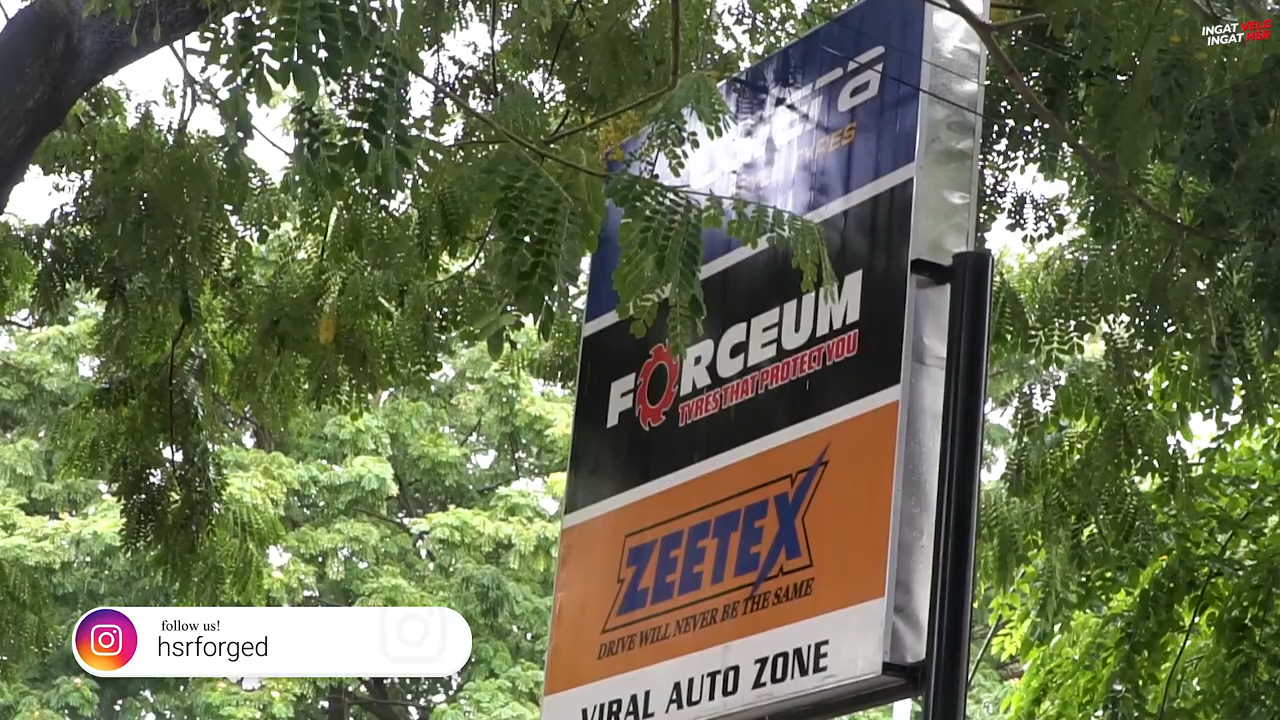 INGAT VELG
INGAT HSR
TYRES
FORCEUM
TYRES THAT PROTECT YOU
ZEETEX
DRIVE WILL NEVER BE THE SAME
VIRAL AUTO ZONE
follow us!
hsrforged